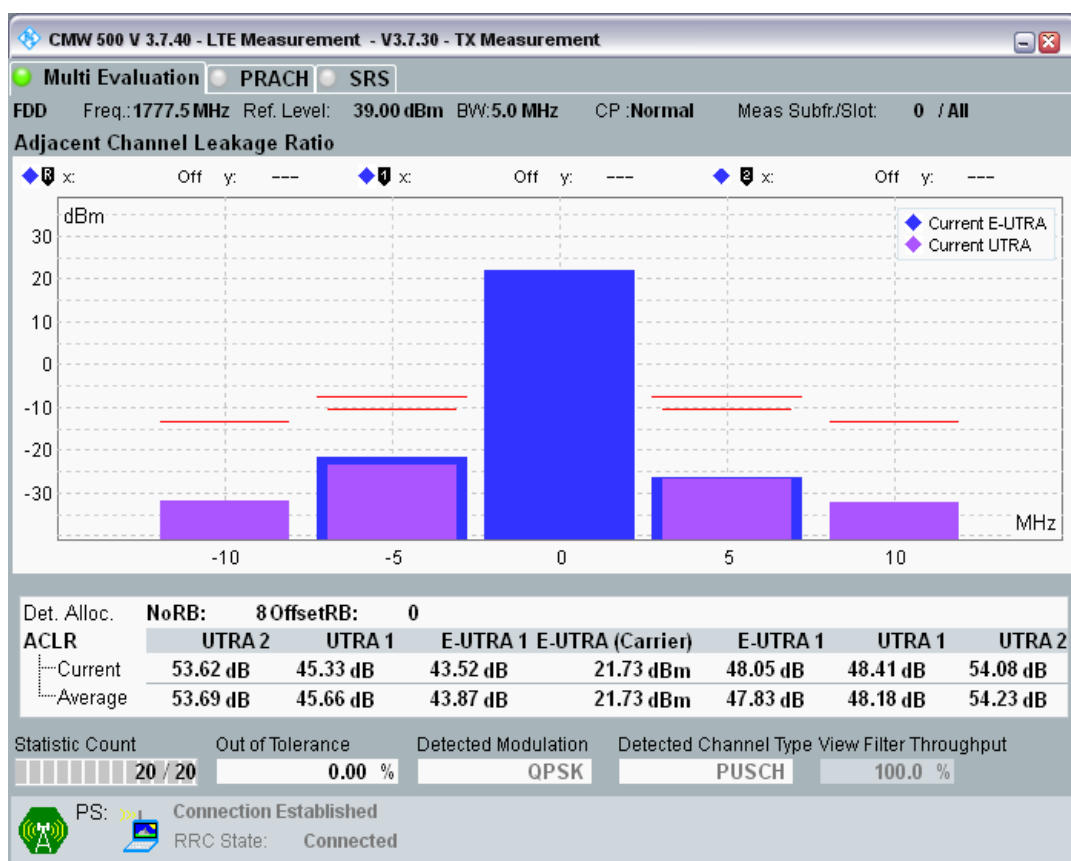 CMW 500 V 3.7.40 - LTE Measurement - V3.7.30 - TX Measurement
Multi Evaluation PRACH SRS
FDD Freq.: 1777.5 MHz Ref. Level: 39.00 dBm BW: 5.0 MHz CP : Normal Meas Subfr./Slot: 0 / All
Adjacent Channel Leakage Ratio
R x: Off y: --- 1 x: Off y: --- 2 x: Off y: ---
dBm
Current E-UTRA
Current UTRA
30
20
10
0
-10
-20
-30
MHz
-10 -5 0 5 10
Det. Alloc. NoRB: 8 OffsetRB: 0
ACLR UTRA 2 UTRA 1 E-UTRA 1 E-UTRA (Carrier) E-UTRA 1 UTRA 1 UTRA 2
Current 53.62 dB 45.33 dB 43.52 dB 21.73 dBm 48.05 dB 48.41 dB 54.08 dB
Average 53.69 dB 45.66 dB 43.87 dB 21.73 dBm 47.83 dB 48.18 dB 54.23 dB
Statistic Count Out of Tolerance Detected Modulation Detected Channel Type View Filter Throughput
20 / 20 0.00 % QPSK PUSCH 100.0 %
PS: Connection Established
RRC State: Connected